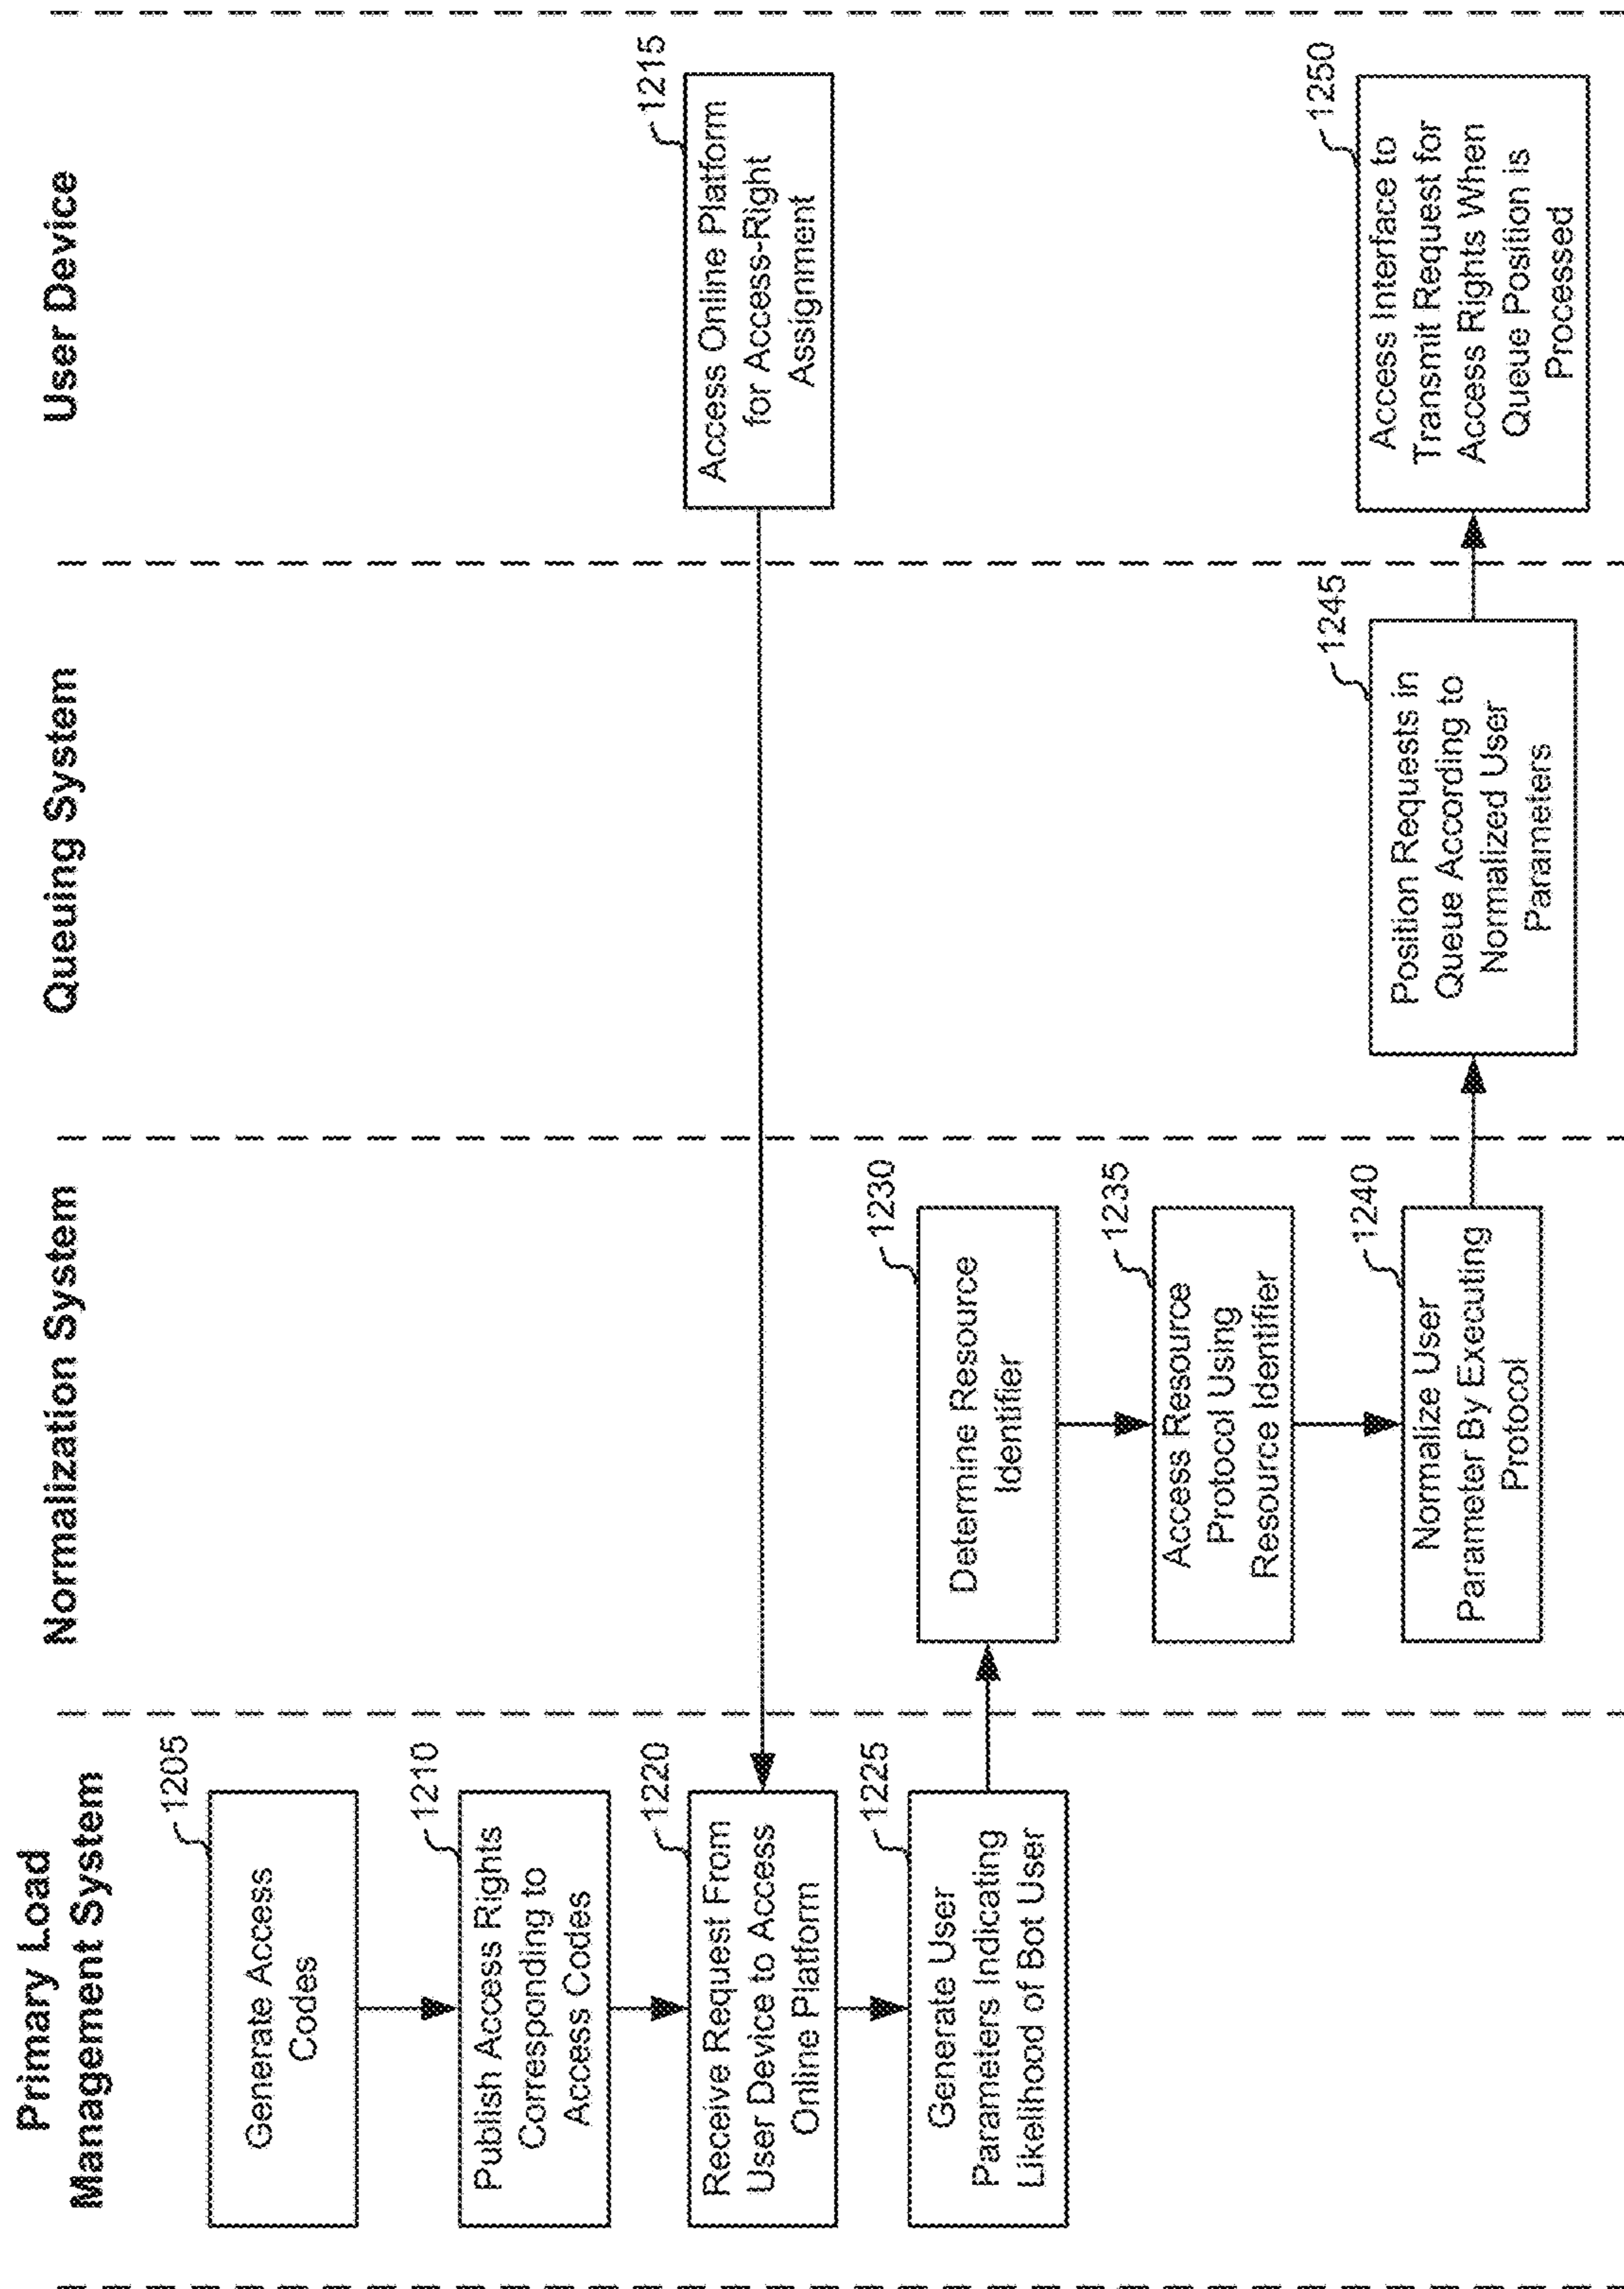 Primary Load
Management System
Normalization System
Queuing System
User Device
1205
Generate Access
Codes
1210
Publish Access Rights
Corresponding to
Access Codes
1215
Access Online Platform
for Access-Right
Assignment
1220
Receive Request From
User Device to Access
Online Platform
1225
Generate User
Parameters Indicating
Likelihood of Bot User
1230
Determine Resource
Identifier
1235
Access Resource
Protocol Using
Resource Identifier
1240
Normalize User
Parameter By Executing
Protocol
1245
Position Requests in
Queue According to
Normalized User
Parameters
1250
Access Interface to
Transmit Request for
Access Rights When
Queue Position is
Processed